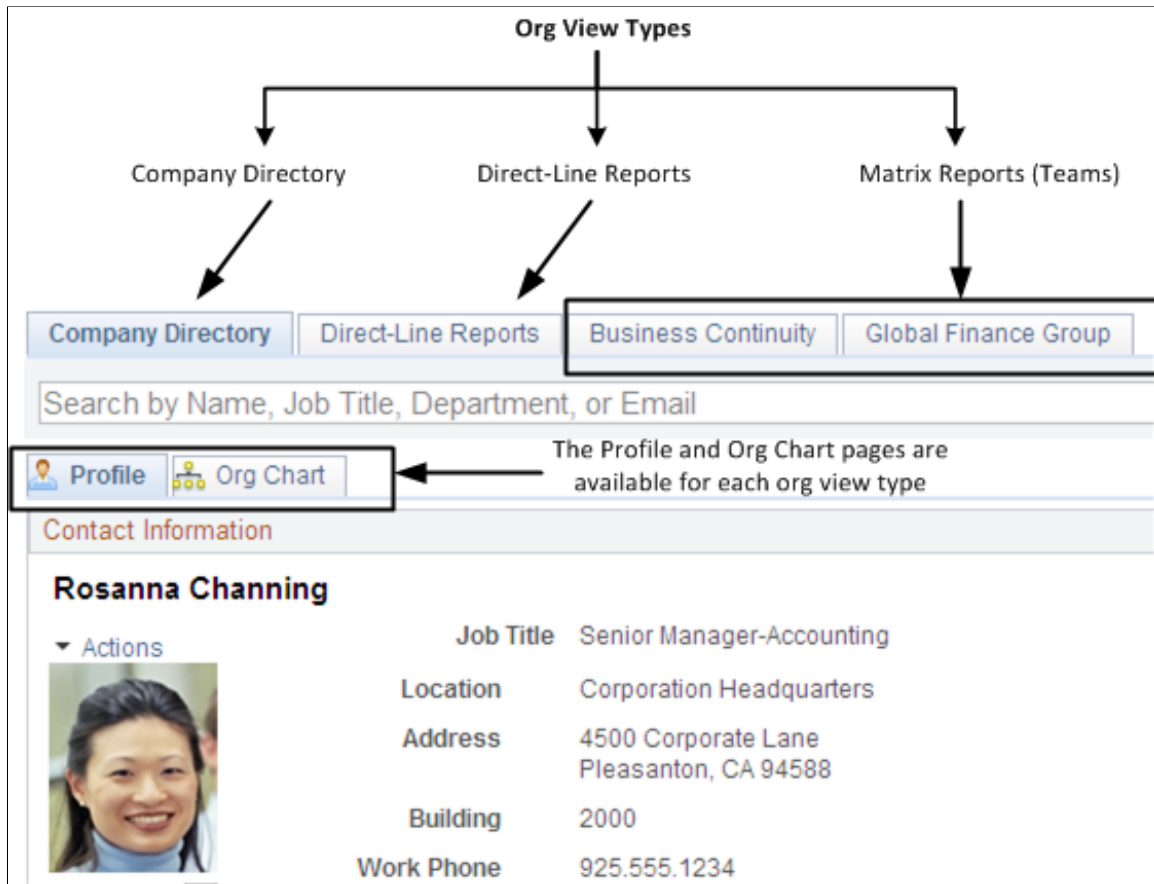 Org View Types
Company Directory
Direct-Line Reports
Matrix Reports (Teams)
Company Directory
Direct-Line Reports
Business Continuity
Global Finance Group
Search by Name, Job Title, Department, or Email
Profile
Org Chart
The Profile and Org Chart pages are
available for each org view type
Contact Information
Rosanna Channing
Actions
Job Title Senior Manager-Accounting
Location Corporation Headquarters
Address 4500 Corporate Lane
Pleasanton, CA 94588
Building 2000
Work Phone 925.555.1234